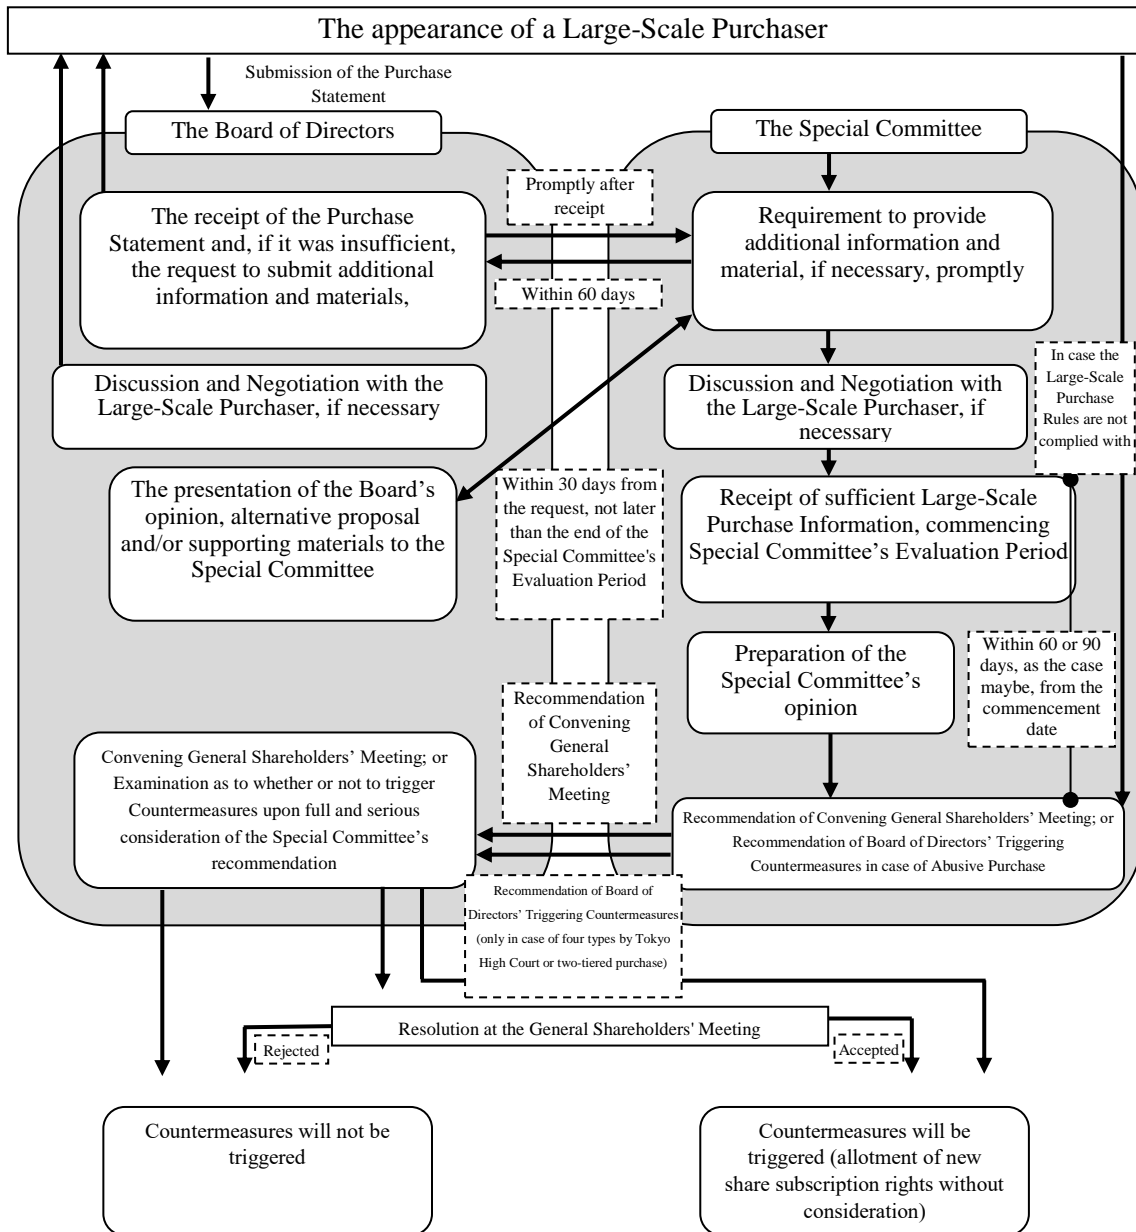 The appearance of a Large-Scale Purchaser
Submission of the Purchase
Statement
The Board of Directors
The Special Committee
Promptly after
receipt
The receipt of the Purchase
Statement and, if it was insufficient,
the request to submit additional
information and materials,
Requirement to provide
additional information and
material, if necessary, promptly
Within 60 days
In case the
Large-Scale
Purchase
Rules are not
complied with
Discussion and Negotiation with the
Large-Scale Purchaser, if necessary
Discussion and Negotiation with
the Large-Scale Purchaser, if
necessary
The presentation of the Board’s
opinion, alternative proposal
and/or supporting materials to the
Special Committee
Within 30 days from
the request, not later
than the end of the
Special Committee's
Evaluation Period
Receipt of sufficient Large-Scale
Purchase Information, commencing
Special Committee’s Evaluation Period
Preparation of the
Special Committee’s
opinion
Within 60 or 90
days, as the case
maybe, from the
commencement
date
Recommendation
of Convening
General
Shareholders’
Meeting
Convening General Shareholders’ Meeting; or
Examination as to whether or not to trigger
Countermeasures upon full and serious
consideration of the Special Committee’s
recommendation
Recommendation of Convening General Shareholders’ Meeting; or
Recommendation of Board of Directors’ Triggering
Countermeasures in case of Abusive Purchase
Recommendation of Board of
Directors’ Triggering Countermeasures
(only in case of four types by Tokyo
High Court or two-tiered purchase)
Resolution at the General Shareholders' Meeting
Rejected
Accepted
Countermeasures will not be
triggered
Countermeasures will be
triggered (allotment of new
share subscription rights without
consideration)